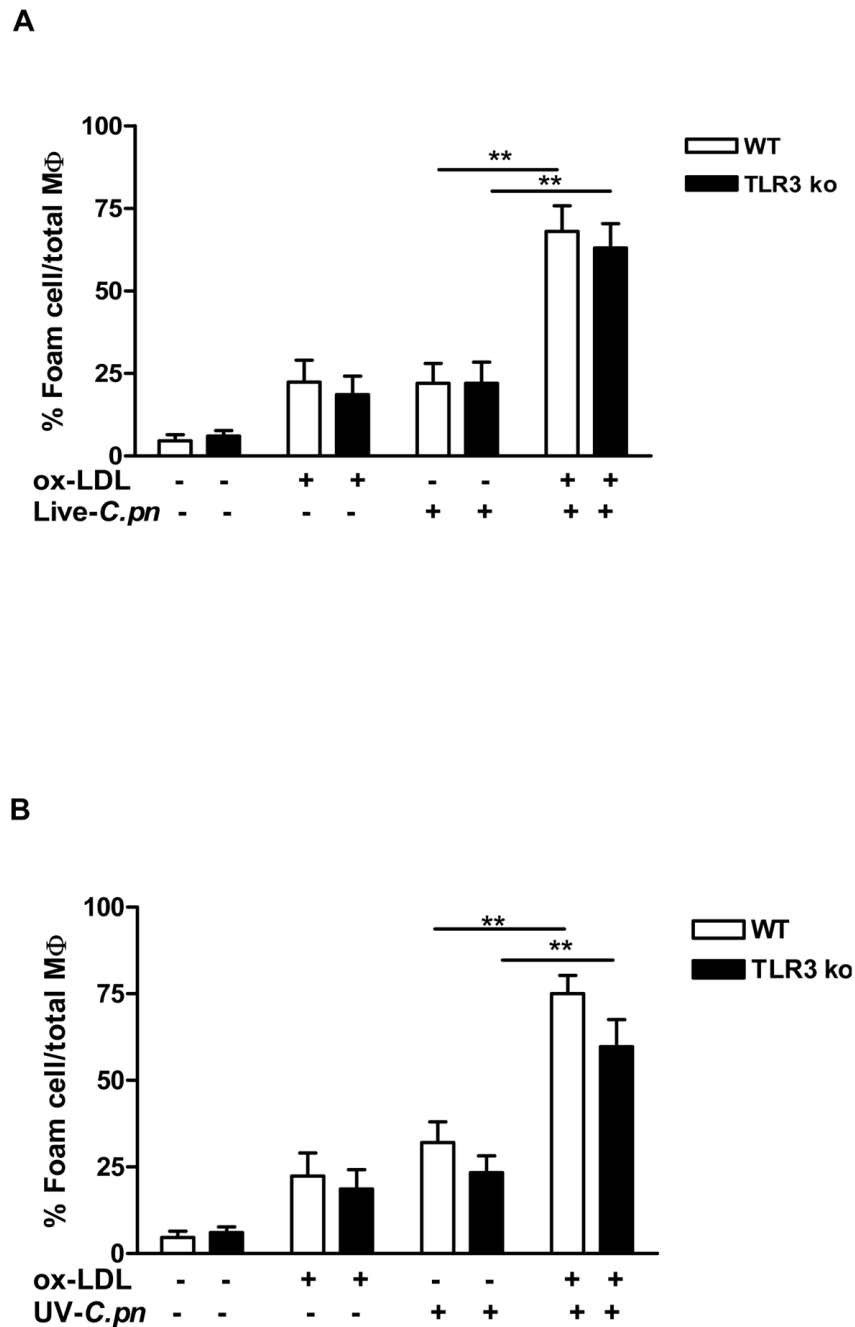 A
100
75
50
25
0
% Foam cell/total MΦ
** 
**
WT
TLR3 ko
ox-LDL - - + + - - + +
Live-C.pn - - - - + + + +
B
100
75
50
25
0
% Foam cell/total MΦ
**
**
WT
TLR3 ko
ox-LDL - - + + - - + +
UV-C.pn - - - - + + + +